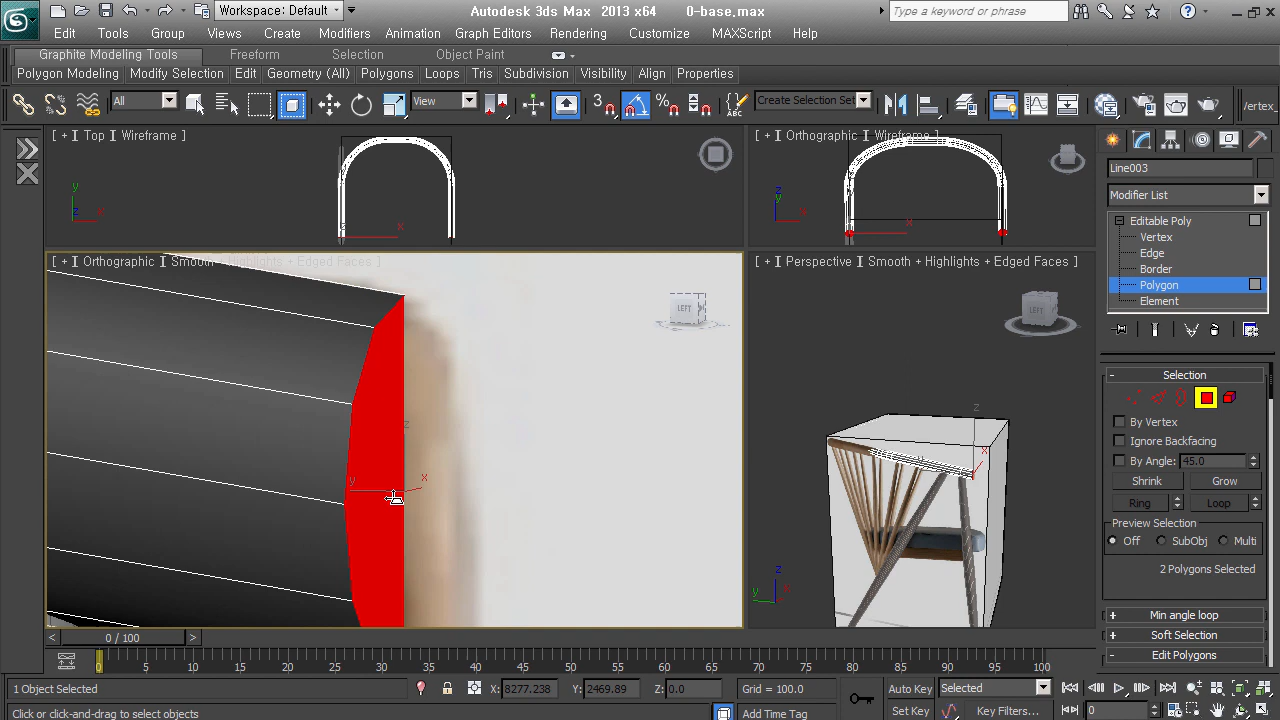 Workspace: Default
Autodesk 3ds Max 2013 x64 0-base.max
Type a keyword or phrase
Edit Tools Group Views Create Modifiers Animation Graph Editors Rendering Customize MAXScript Help
Graphite Modeling Tools Freeform Selection Object Paint
Polygon Modeling Modify Selection Edit Geometry (All) Polygons Loops Tris Subdivision Visibility Align Properties
All View 3 Create Selection Set
[ + ] Top ] Wireframe ]
[ + ] Orthographic ] Wireframe ]
Line003
Modifier List
Editable Poly
Vertex
Edge
Border
Polygon
Element
[ + ] Orthographic ] Smooth + Highlights + Edged Faces ]
[ + ] Perspective ] Smooth + Highlights + Edged Faces ]
LEFT
LEFT
Selection
By Vertex
Ignore Backfacing
By Angle: 45.0
Shrink Grow
Ring Loop
Preview Selection
Off SubObj Multi
2 Polygons Selected
Min angle loop
Soft Selection
Edit Polygons
0 / 100
0 5 10 15 20 25 30 35 40 45 50 55 60 65 70 75 80 85 90 95 100
1 Object Selected X: 8277.238 Y: 2469.89 Z: 0.0 Grid = 100.0 Auto Key Selected
Click or click-and-drag to select objects Add Time Tag Set Key Key Filters... 0